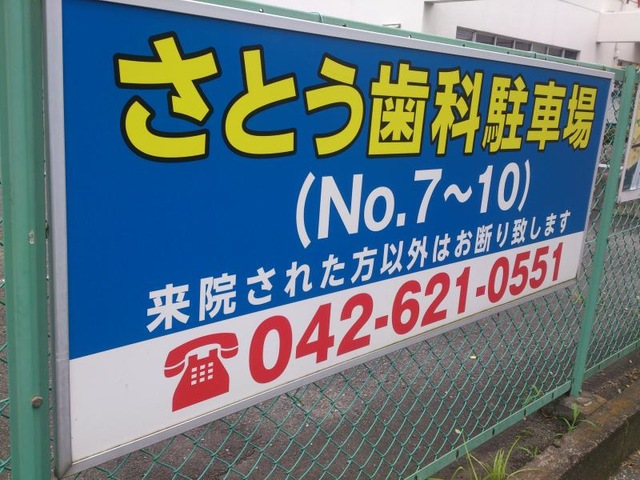 さとう歯科駐車場
(No.7～10)
来院された方以外はお断り致します
☎042-621-0551